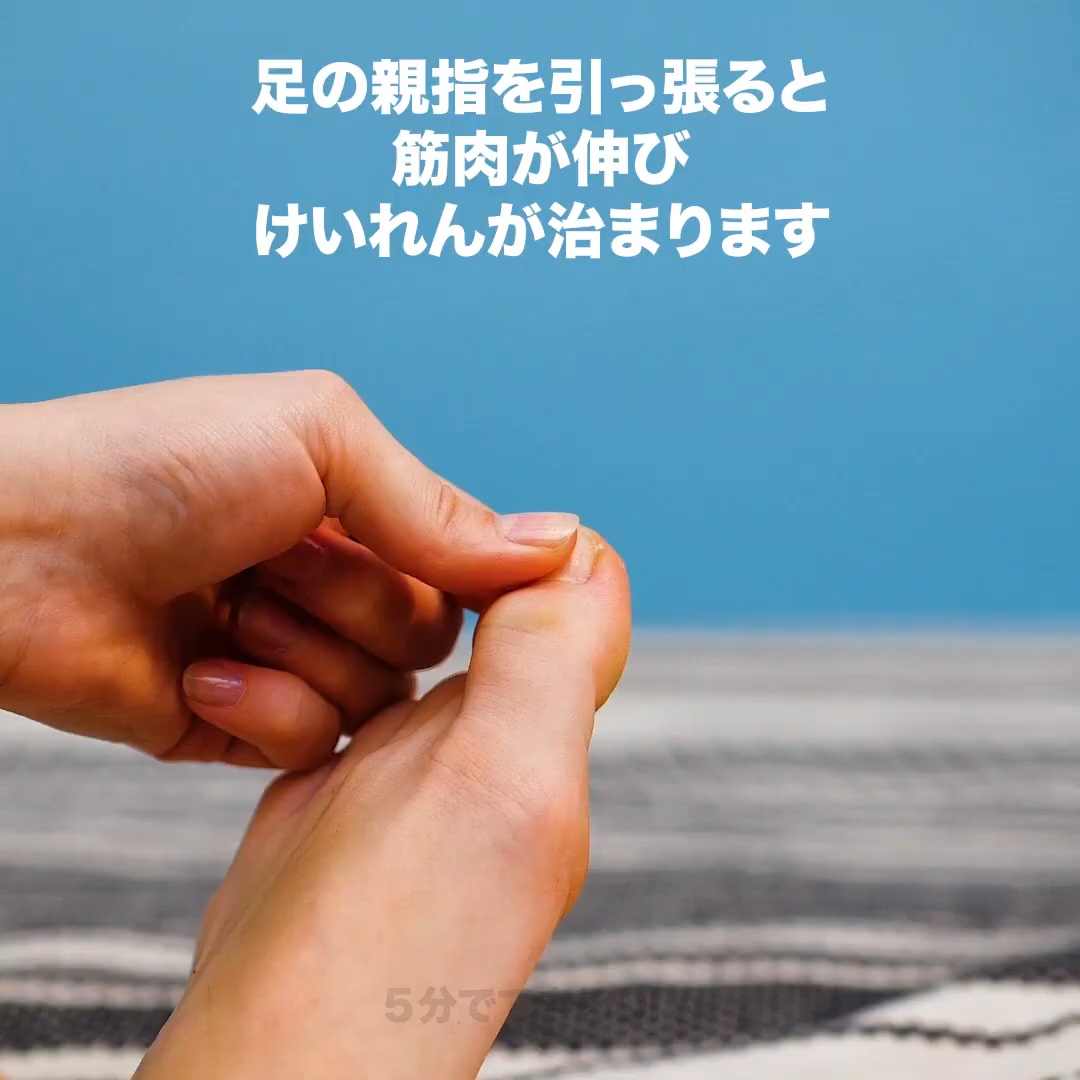 足の親指を引っ張ると
筋肉が伸び
けいれんが治まります
5分で